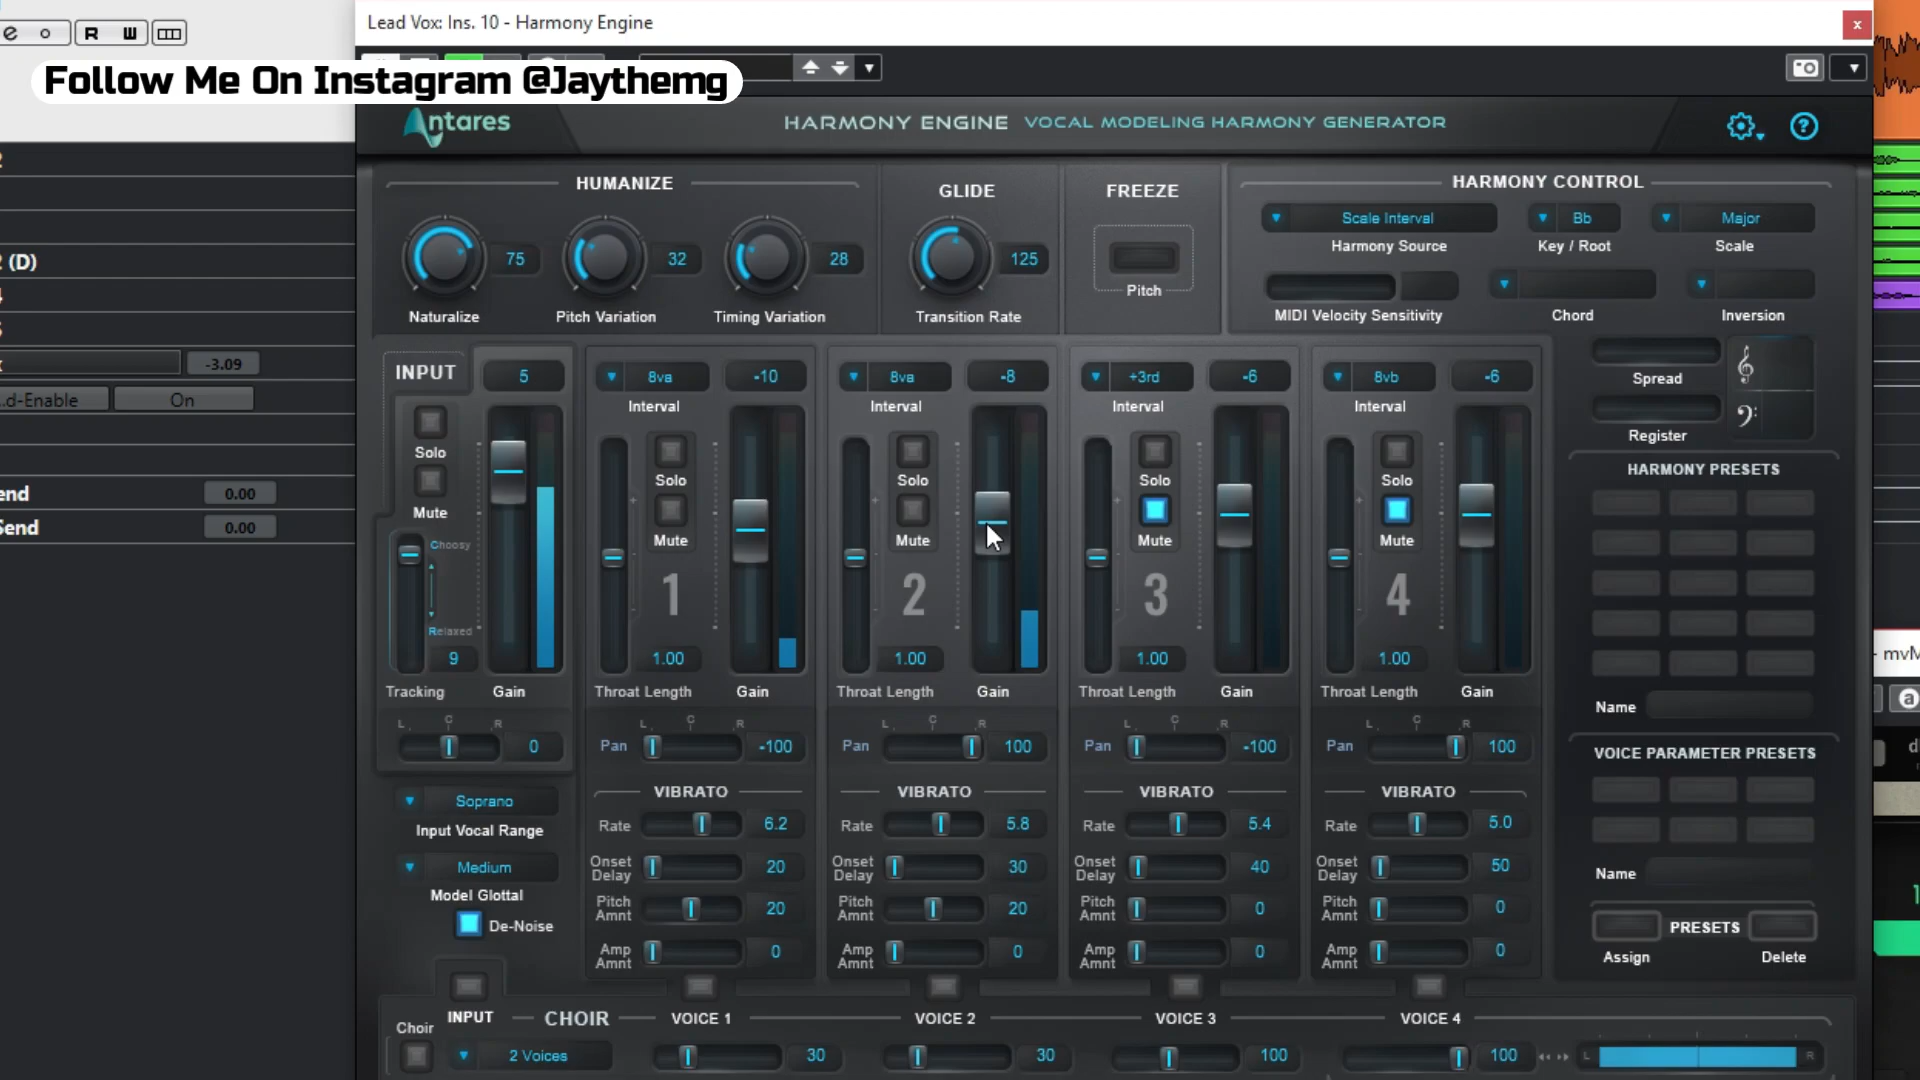 Lead Vox: Ins. 10 - Harmony Engine
x
R W
Follow Me On Instagram @Jaythemg
Antares
HARMONY ENGINE VOCAL MODELING HARMONY GENERATOR
HUMANIZE
GLIDE
FREEZE
HARMONY CONTROL
75
32
28
125
Scale Interval
Bb
Major
Harmony Source
Key / Root
Scale
2 (D)
Pitch
Naturalize
Pitch Variation
Timing Variation
Transition Rate
MIDI Velocity Sensitivity
Chord
Inversion
-3.09
...d-Enable
On
INPUT
5
8va
-10
8va
-8
+3rd
-6
8vb
-6
Spread
Interval
Interval
Interval
Interval
Register
Solo
Mute
Solo
Mute
Solo
Mute
Solo
Mute
Solo
Mute
HARMONY PRESETS
end 0.00
Send 0.00
Choosy
Relaxed
1
2
3
4
9
1.00
1.00
1.00
1.00
Tracking
Gain
Throat Length
Gain
Throat Length
Gain
Throat Length
Gain
Throat Length
Gain
Name
L C R
L C R
L C R
L C R
L C R
0
Pan -100
Pan 100
Pan -100
Pan 100
VOICE PARAMETER PRESETS
VIBRATO
VIBRATO
VIBRATO
VIBRATO
Soprano
Input Vocal Range
Rate 6.2
Rate 5.8
Rate 5.4
Rate 5.0
Medium
Model Glottal
Onset Delay 20
Onset Delay 30
Onset Delay 40
Onset Delay 50
Name
De-Noise
Pitch Amnt 20
Pitch Amnt 20
Pitch Amnt 0
Pitch Amnt 0
PRESETS
Assign
Delete
Amp Amnt 0
Amp Amnt 0
Amp Amnt 0
Amp Amnt 0
Choir
INPUT
CHOIR
VOICE 1
VOICE 2
VOICE 3
VOICE 4
2 Voices
30
30
100
100
L
R
- mvM
a